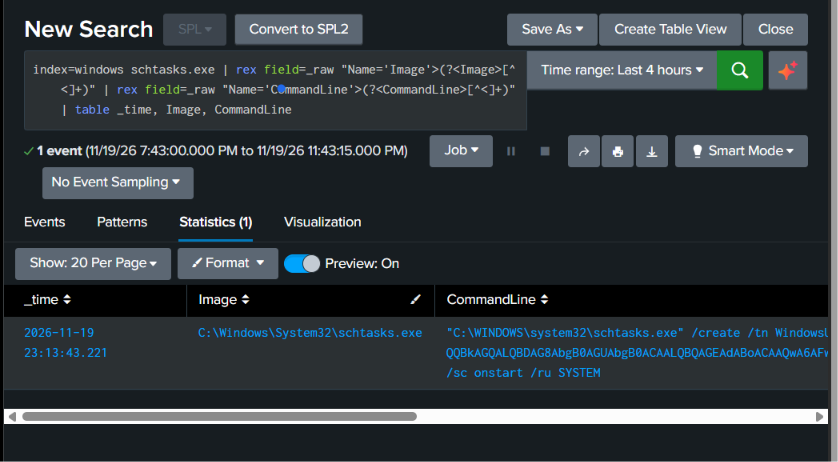 New Search
SPL
Convert to SPL2
Save As
Create Table View
Close
index=windows schtasks.exe | rex field=_raw "Name='Image'>(?<Image>[^
<]+)" | rex field=_raw "Name='CommandLine'>(?<CommandLine>[^<]+)"
| table _time, Image, CommandLine
Time range: Last 4 hours
1 event (11/19/26 7:43:00.000 PM to 11/19/26 11:43:15.000 PM)
Job
Smart Mode
No Event Sampling
Events
Patterns
Statistics (1)
Visualization
Show: 20 Per Page
Format
Preview: On
_time
Image
CommandLine
2026-11-19
23:13:43.221
C:\Windows\System32\schtasks.exe
"C:\WINDOWS\system32\schtasks.exe" /create /tn Windows
QQBkAGQALQBDAG8AbgB0AGUAbgB0ACAALQBQAGEAdABoACAAQwA6AFw
/sc onstart /ru SYSTEM